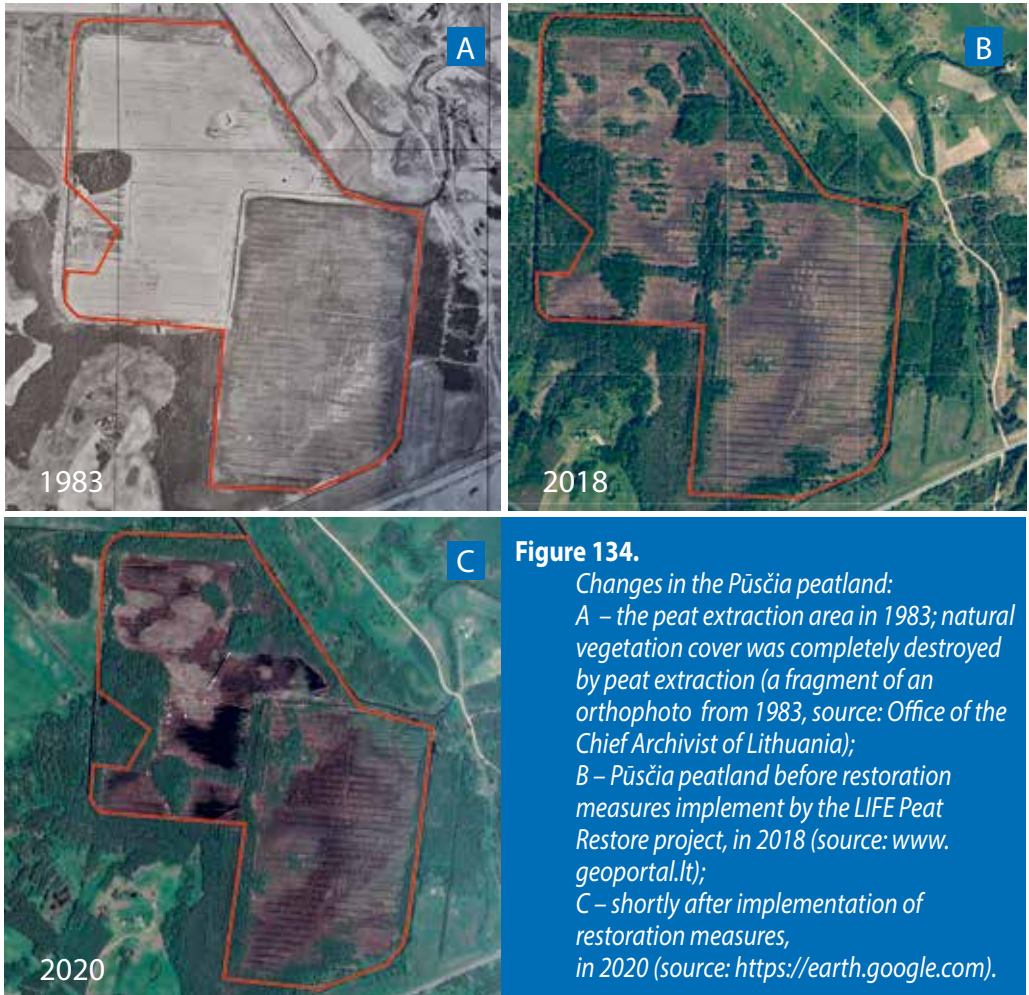 A
1983
B
2018
C
2020
Figure 134.
Changes in the Pūsčia peatland:
A – the peat extraction area in 1983; natural
vegetation cover was completely destroyed
by peat extraction (a fragment of an
orthophoto from 1983, source: Office of the
Chief Archivist of Lithuania);
B – Pūsčia peatland before restoration
measures implement by the LIFE Peat
Restore project, in 2018 (source: www.
geoportal.lt);
C – shortly after implementation of
restoration measures,
in 2020 (source: https://earth.google.com).